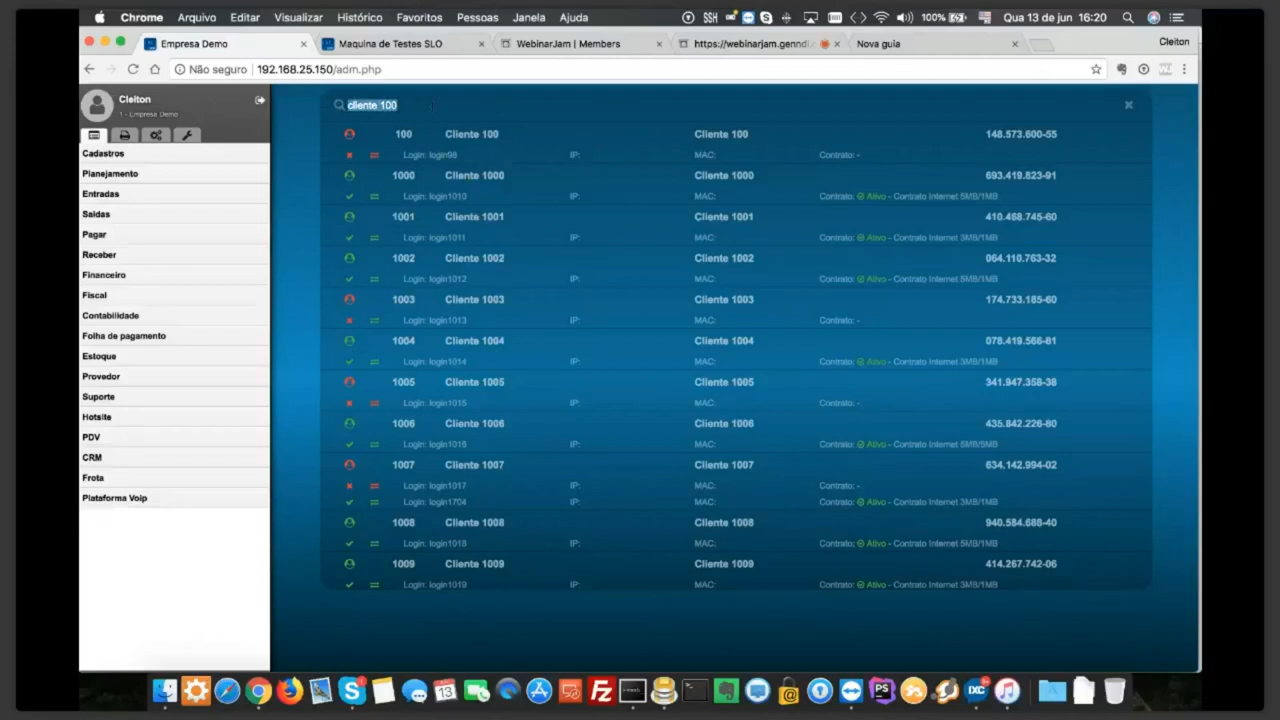 Chrome Arquivo Editar Visualizar Histórico Favoritos Pessoas Janela Ajuda SSH 100% Qua 13 de jun 16:20
Empresa Demo Maquina de Testes SLO WebinarJam | Members https://webinarjam.genndi. Nova guia Cleiton
Não seguro 192.168.25.150/adm.php
Cleiton
1 - Empresa Demo
Cadastros
Planejamento
Entradas
Saídas
Pagar
Receber
Financeiro
Fiscal
Contabilidade
Folha de pagamento
Estoque
Provedor
Suporte
Hotsite
PDV
CRM
Frota
Plataforma Voip
cliente 100
100 Cliente 100 Cliente 100 148.573.600-55
Login: login98 IP: MAC: Contrato: -
1000 Cliente 1000 Cliente 1000 693.419.823-91
Login: login1010 IP: MAC: Contrato: Ativo - Contrato Internet 5MB/1MB
1001 Cliente 1001 Cliente 1001 410.468.745-60
Login: login1011 IP: MAC: Contrato: Ativo - Contrato Internet 3MB/1MB
1002 Cliente 1002 Cliente 1002 064.110.763-32
Login: login1012 IP: MAC: Contrato: Ativo - Contrato Internet 5MB/1MB
1003 Cliente 1003 Cliente 1003 174.733.185-60
Login: login1013 IP: MAC: Contrato: -
1004 Cliente 1004 Cliente 1004 078.419.566-81
Login: login1014 IP: MAC: Contrato: Ativo - Contrato Internet 3MB/1MB
1005 Cliente 1005 Cliente 1005 341.947.358-38
Login: login1015 IP: MAC: Contrato: -
1006 Cliente 1006 Cliente 1006 435.842.226-80
Login: login1016 IP: MAC: Contrato: Ativo - Contrato Internet 5MB/5MB
1007 Cliente 1007 Cliente 1007 634.142.994-02
Login: login1017 IP: MAC: Contrato: -
Login: login1704 IP: MAC: Contrato: Ativo - Contrato Internet 3MB/1MB
1008 Cliente 1008 Cliente 1008 940.584.688-40
Login: login1018 IP: MAC: Contrato: Ativo - Contrato Internet 5MB/1MB
1009 Cliente 1009 Cliente 1009 414.267.742-06
Login: login1019 IP: MAC: Contrato: Ativo - Contrato Internet 3MB/1MB
13 Fz PS IXC